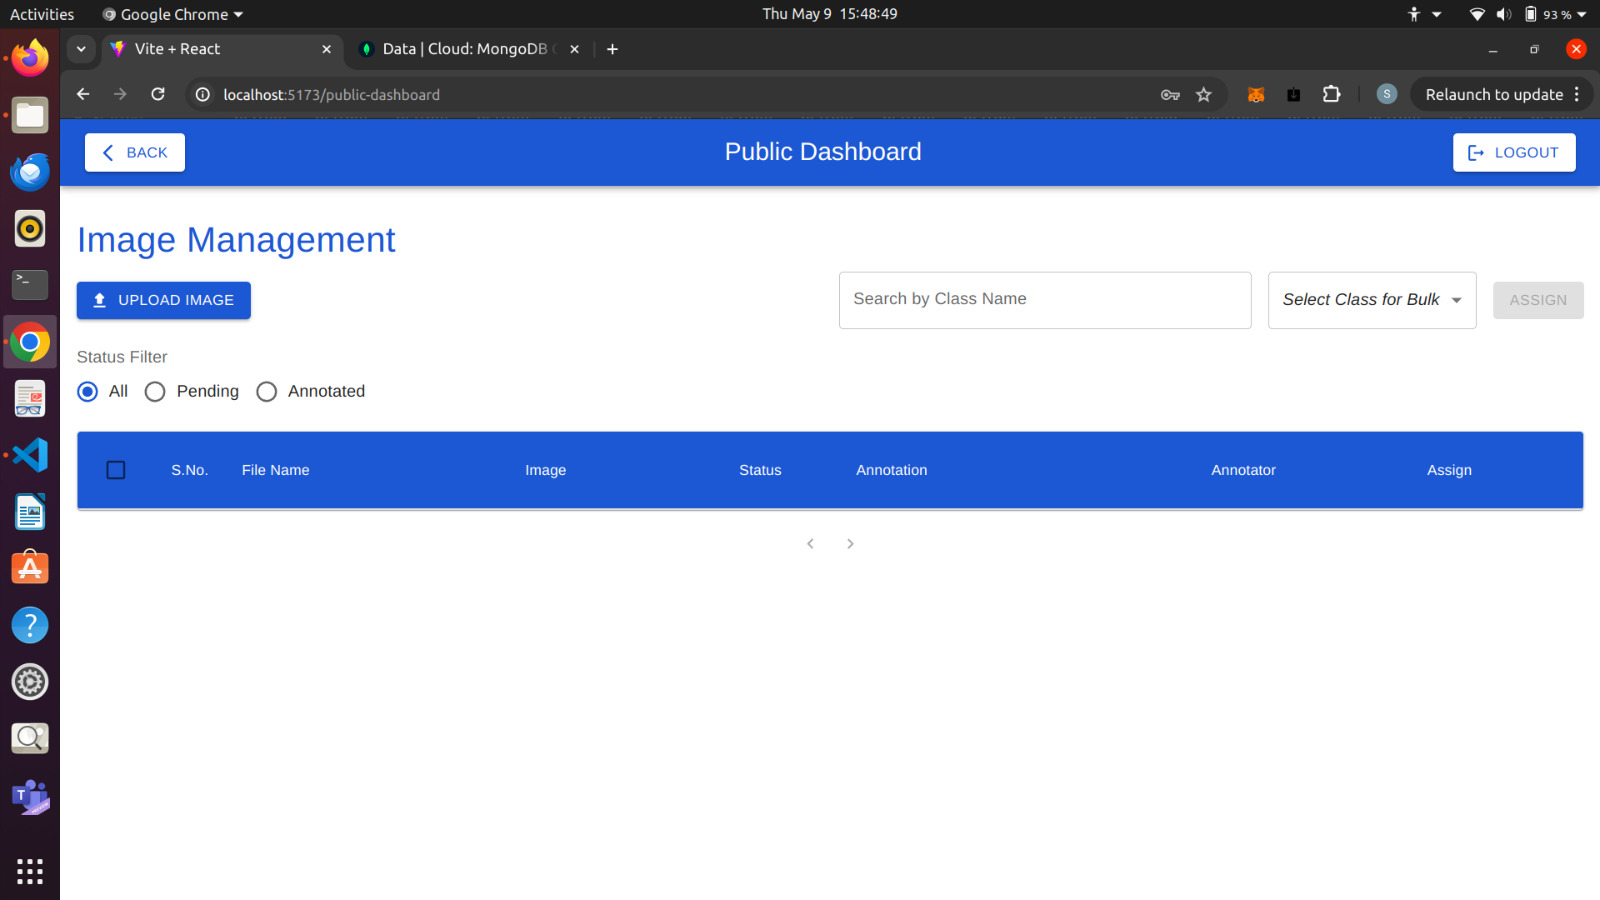 Activities Google Chrome Thu May 9 15:48:49 93 %
Vite + React Data | Cloud: MongoDB
localhost:5173/public-dashboard S Relaunch to update
BACK Public Dashboard LOGOUT
Image Management
UPLOAD IMAGE Search by Class Name Select Class for Bulk ASSIGN
Status Filter
All Pending Annotated
S.No. File Name Image Status Annotation Annotator Assign